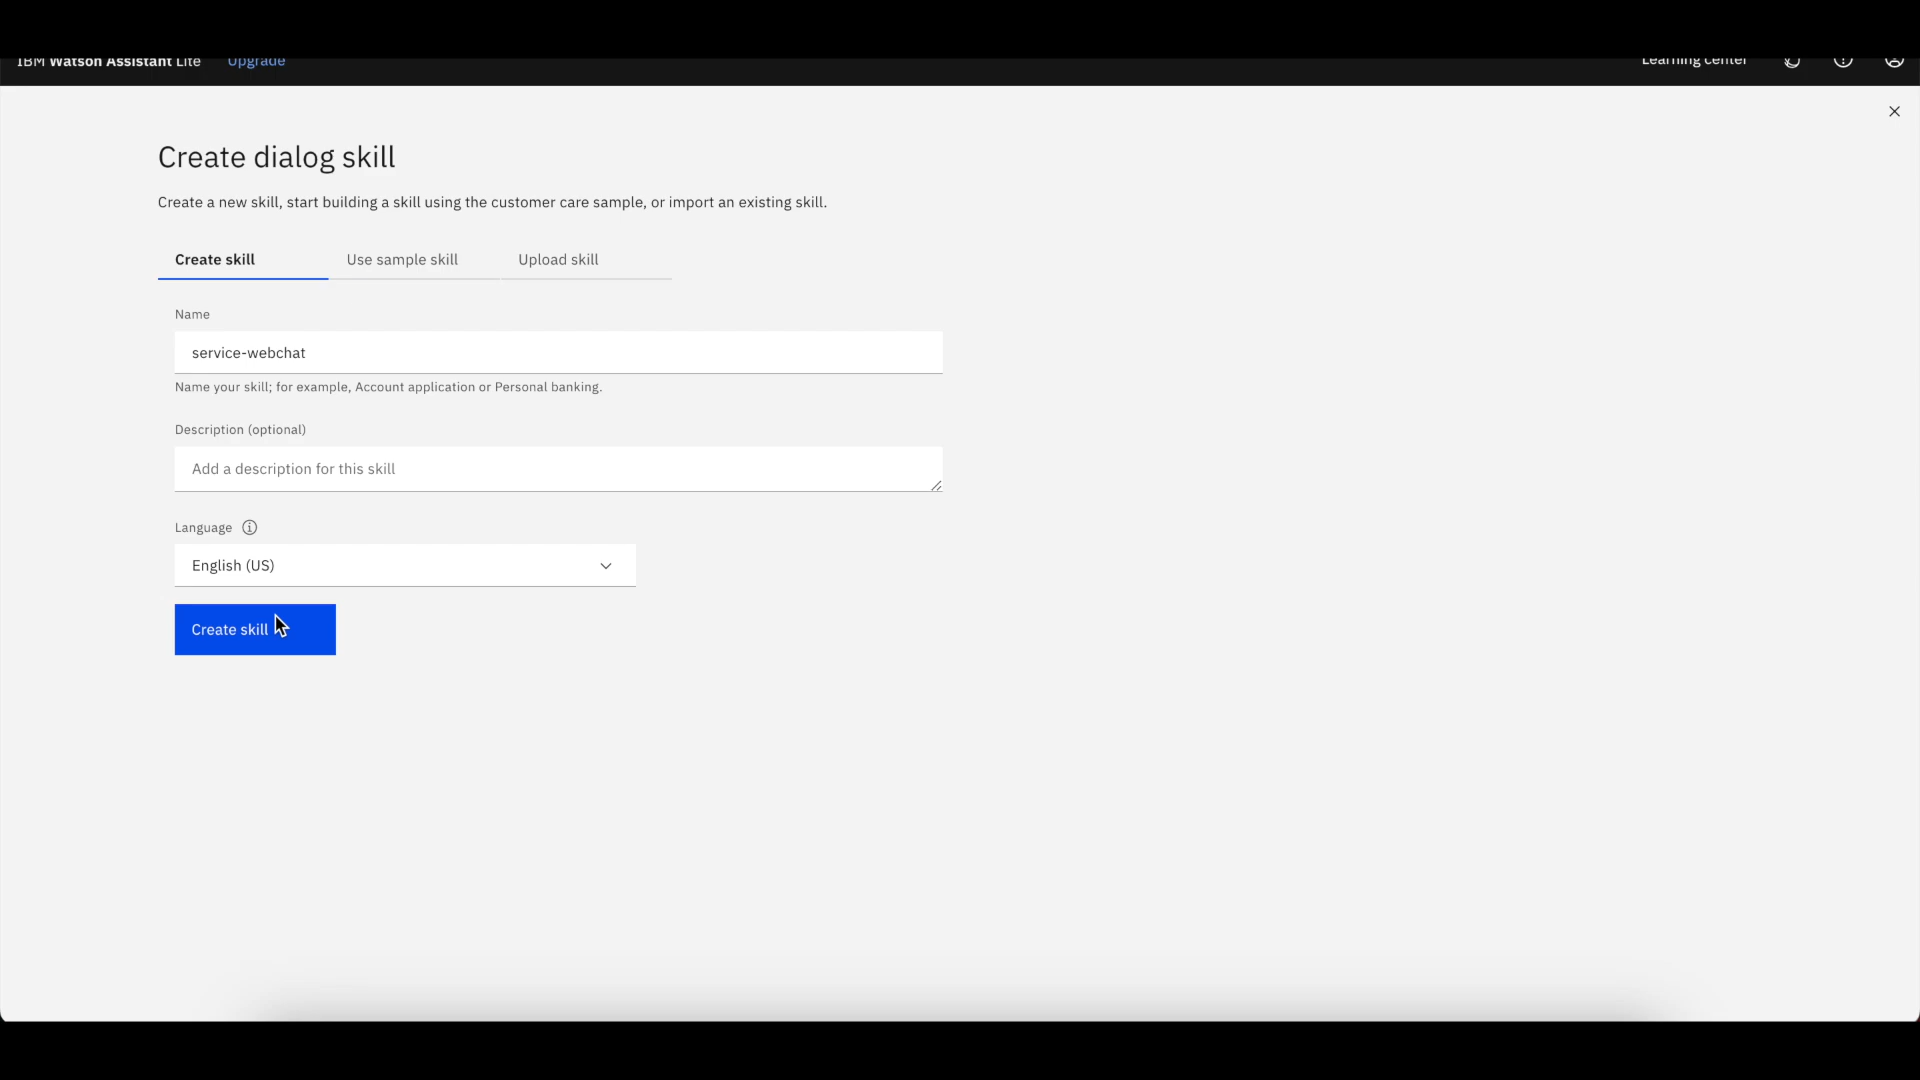 IBM Watson Assistant Lite Upgrade Learning center
Create dialog skill
Create a new skill, start building a skill using the customer care sample, or import an existing skill.
Create skill Use sample skill Upload skill
Name
service-webchat
Name your skill; for example, Account application or Personal banking.
Description (optional)
Add a description for this skill
Language
English (US)
Create skill